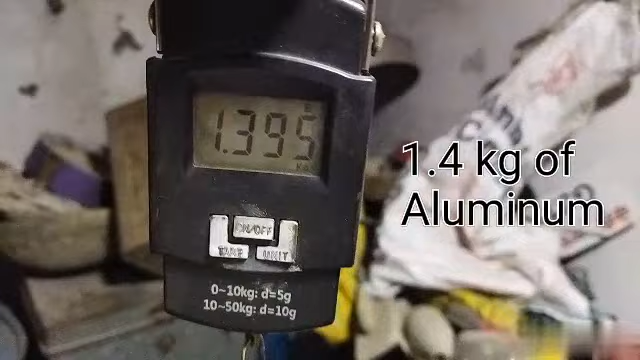 1.395
ON/OFF
TARE UNIT
0~10kg: d=5g
10~50kg: d=10g
1.4 kg of
Aluminum